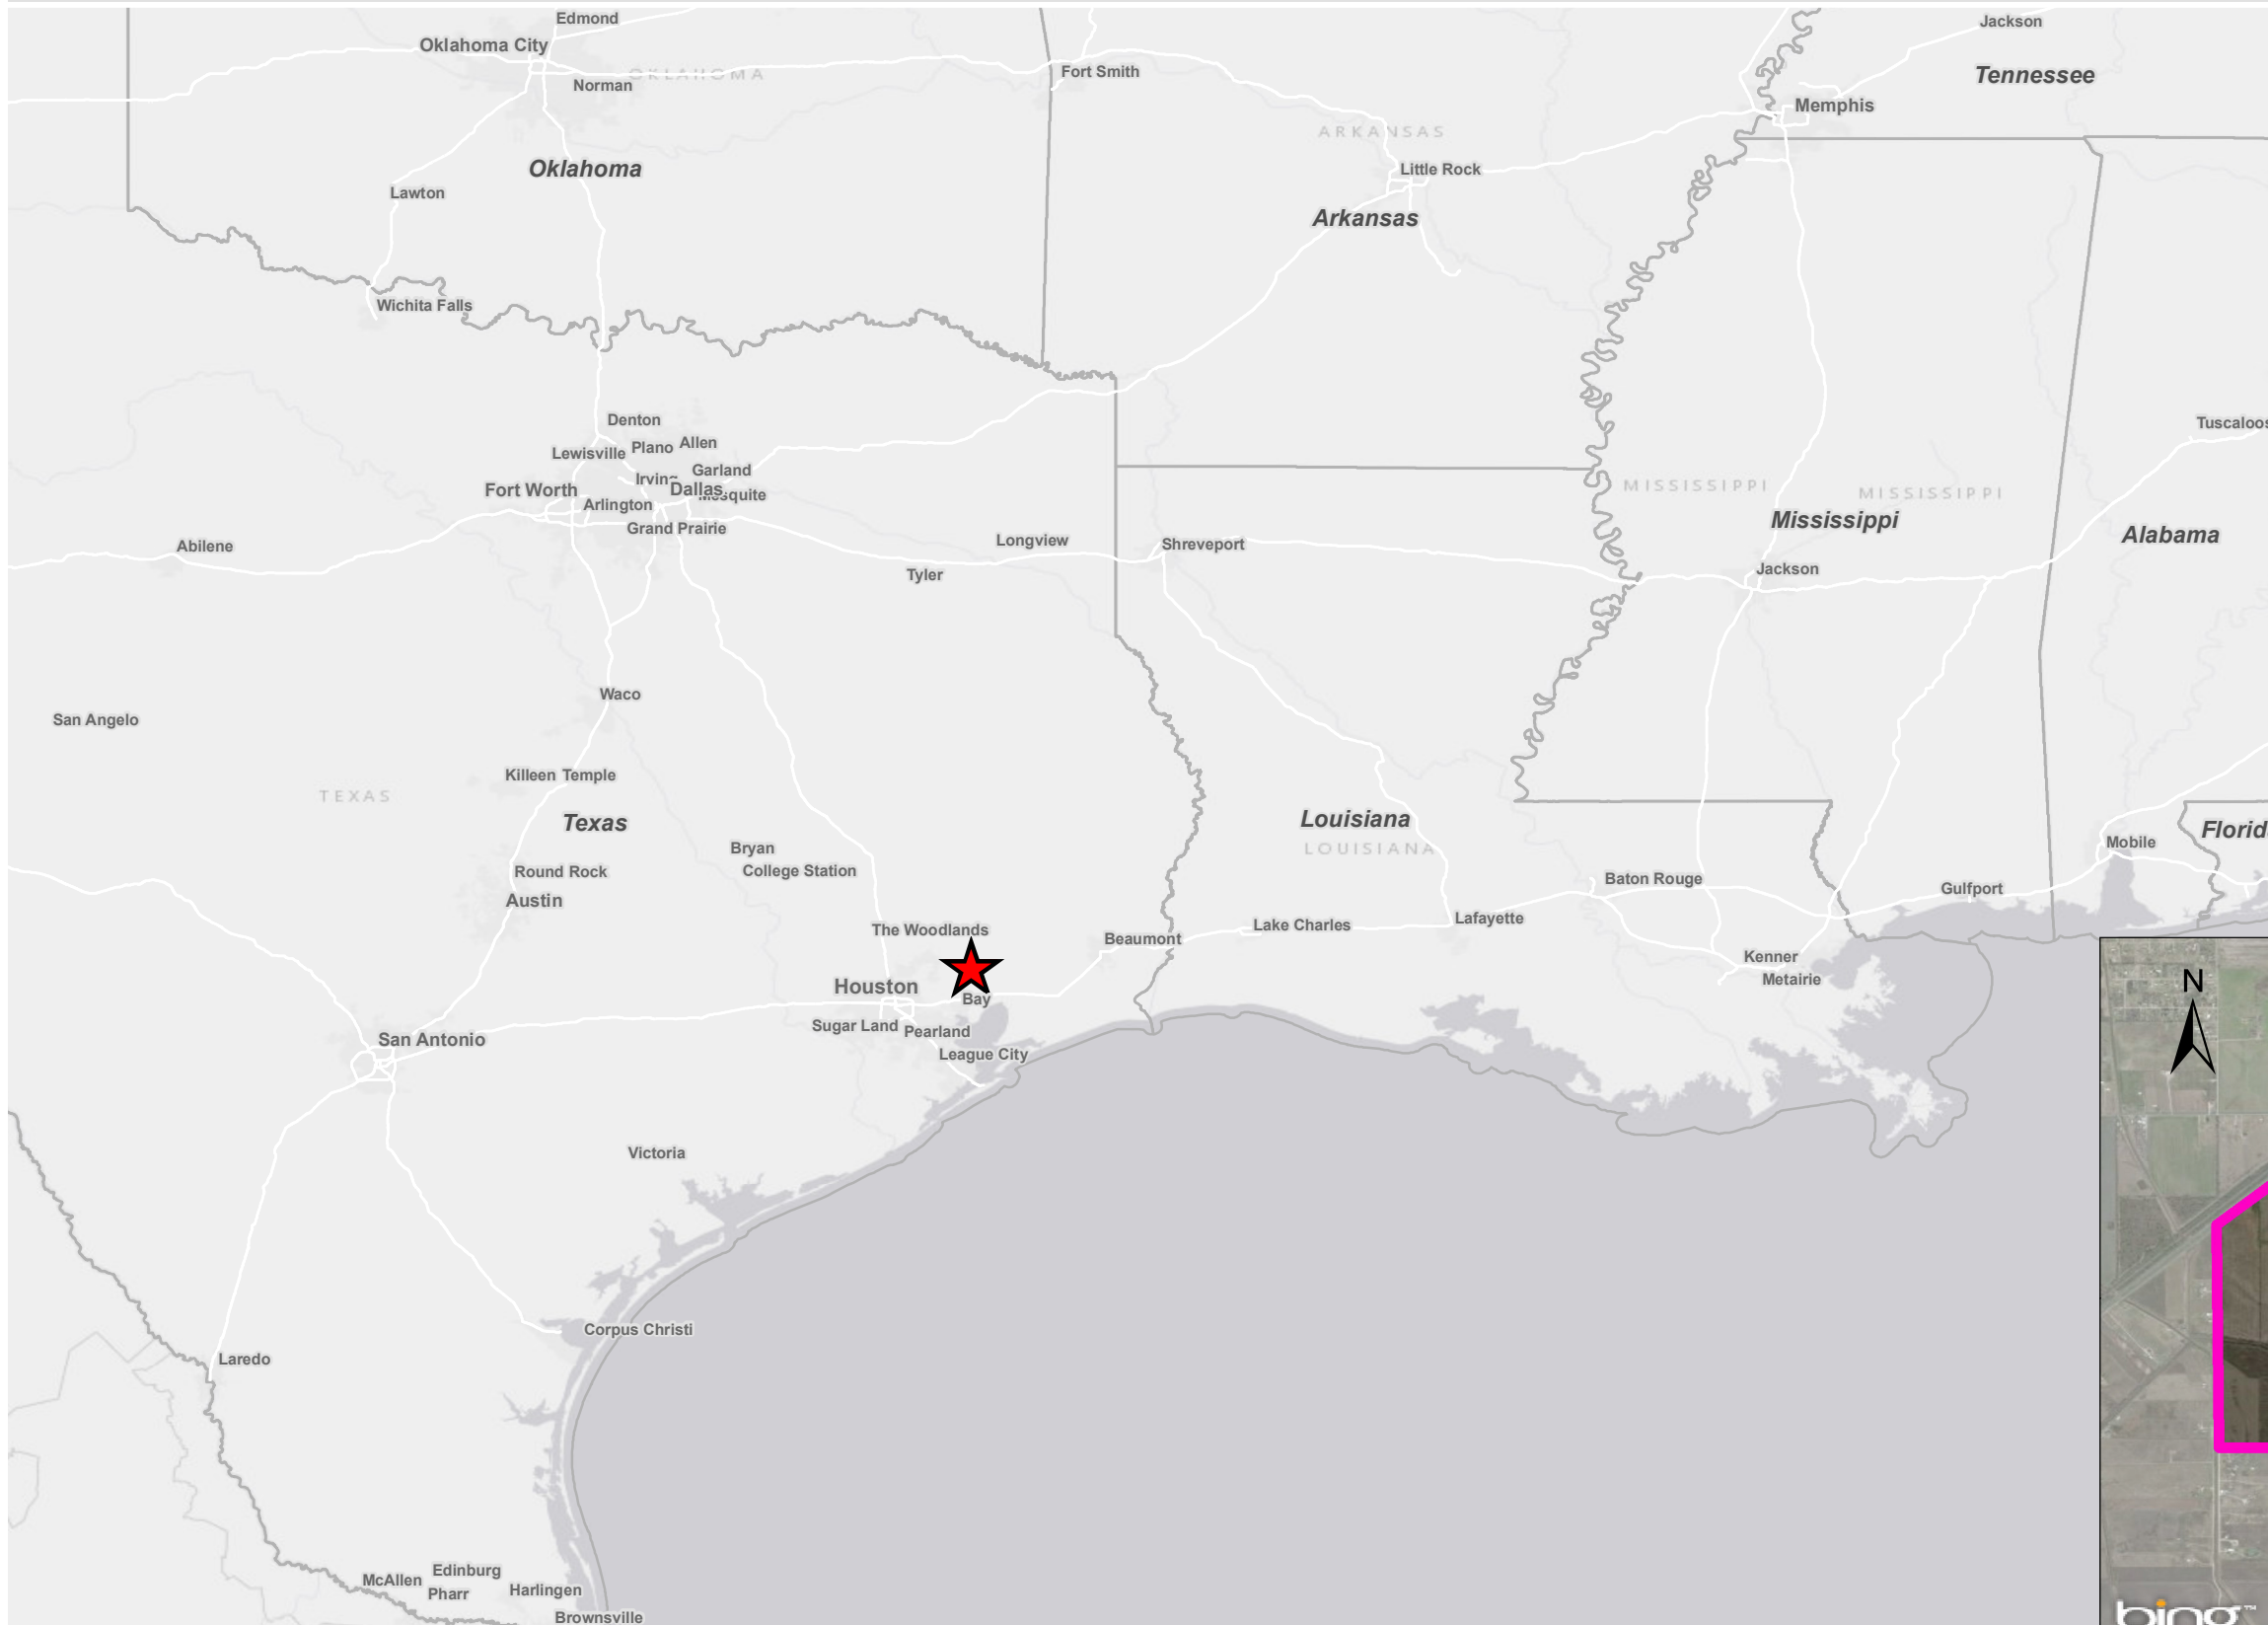 Edmond
Jackson
Oklahoma City
OKLAHOMA
Fort Smith
Tennessee
Norman
Memphis
ARKANSAS
Oklahoma
Little Rock
Lawton
Arkansas
Wichita Falls
Denton
Tuscaloos
Lewisville
Plano
Allen
Garland
Irving
Fort Worth
Dallas
Mesquite
MISSISSIPPI
MISSISSIPPI
Arlington
Grand Prairie
Mississippi
Alabama
Abilene
Longview
Shreveport
Tyler
Jackson
Waco
San Angelo
Killeen
Temple
TEXAS
Texas
Louisiana
LOUISIANA
Florid
Mobile
Bryan
College Station
Round Rock
Austin
Baton Rouge
Gulfport
The Woodlands
Beaumont
Lake Charles
Lafayette
Kenner
Metairie
N
Houston
Bay
Sugar Land
Pearland
San Antonio
League City
Victoria
Corpus Christi
Laredo
McAllen
Edinburg
Pharr
Harlingen
Brownsville
bing™